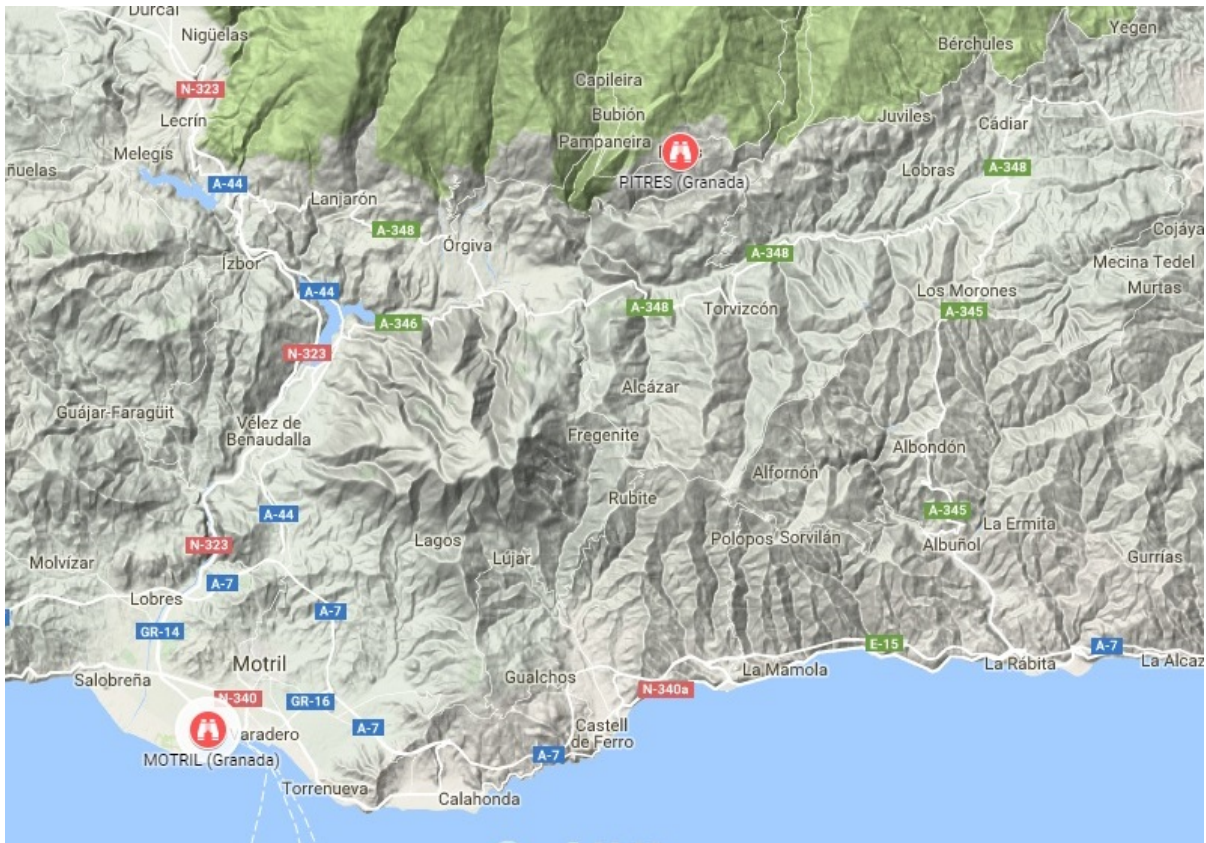 Dúrcal
Nigüelas
Yegen
Bérchules
N-323
Capileira
Lecrín
Bubión
Juviles
Cádiar
Melegís
Pampaneira
ñuelas
A-348
Lobras
A-44
PITRES (Granada)
Lanjarón
A-348
Órgiva
Cojáya
A-348
Ízbor
Mecina Tedel
A-44
Los Morones
Murtas
A-348
Torvizcón
A-345
A-346
N-323
Alcázar
Guájar-Faragüit
Vélez de
Benaudalla
Fregenite
Albondón
Alfornón
Rubite
A-44
A-345
La Ermita
N-323
Lagos
Polopos
Sorvilán
Albuñol
Molvízar
Lújar
Gurrías
A-7
Lobres
A-7
GR-14
E-15
A-7
Motril
La Mamola
La Rábita
La Alcaz
Salobreña
Gualchos
N-340
GR-16
N-340a
A-7
Castell
de Ferro
Varadero
A-7
MOTRIL (Granada)
Torrenueva
Calahonda